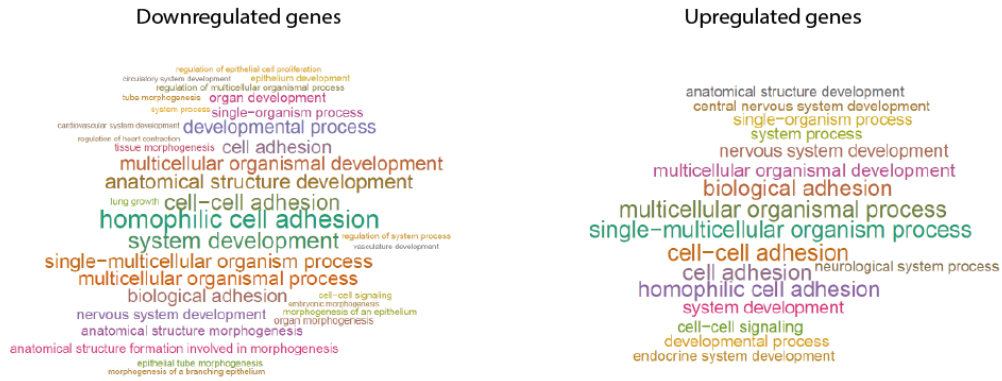 Downregulated genes
regulation of epithelial cell proliferation
circulatory system development epithelium development
regulation of multicellular organismal process
tube morphogenesis organ development
system process single-organism process
cardiovascular system development developmental process
regulation of heart contraction
tissue morphogenesis cell adhesion
multicellular organismal development
anatomical structure development
lung growth cell-cell adhesion
homophilic cell adhesion
system development regulation of system process
vasculature development
single-multicellular organism process
multicellular organismal process
biological adhesion cell-cell signaling
embryonic morphogenesis
nervous system development morphogenesis of an epithelium
organ morphogenesis
anatomical structure morphogenesis
anatomical structure formation involved in morphogenesis
epithelial tube morphogenesis
morphogenesis of a branching epithelium
Upregulated genes
anatomical structure development
central nervous system development
single-organism process
system process
nervous system development
multicellular organismal development
biological adhesion
multicellular organismal process
single-multicellular organism process
cell-cell adhesion
cell adhesion neurological system process
homophilic cell adhesion
system development
cell-cell signaling
developmental process
endocrine system development